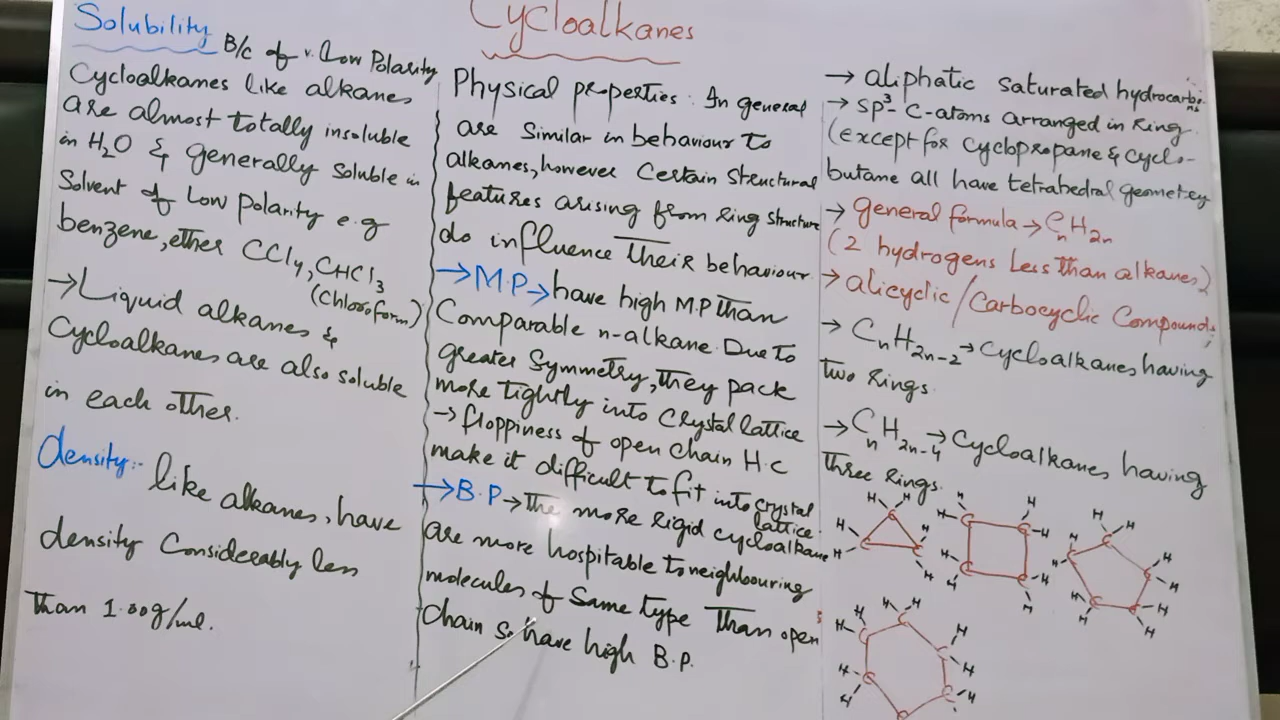 Cycloalkanes
Solubility B/c of v. Low Polarity
Cycloalkanes like alkanes
are almost totally insoluble
in H2O & generally soluble in
Solvent of Low Polarity e.g
benzene, ether CCl4, CHCl3
(Chloroform)
→ Liquid alkanes &
Cycloalkanes are also soluble
in each other.
density:- like alkanes, have
density Considerably less
Than 1.00g/ml.
Physical properties: In general
are similar in behaviour to
alkanes, however Certain structural
features arising from ring structure
do influence Their behaviour
→ M.P → have high M.P Than
Comparable n-alkane. Due to
greater Symmetry, they pack
more tightly into Crystal lattice
→ floppiness of open chain H.C
make it difficult to fit into crystal
lattice
→ B.P → The more rigid cycloalkane
are more hospitable to neighbouring
molecules of Same type Than open
Chain so have high B.P.
→ aliphatic saturated hydrocarbons
→ SP3- C-atoms arranged in Ring.
(except for Cyclopropane & Cyclo-
butane all have tetrahedral geometry
→ general formula → CnH2n
(2 hydrogens Less than alkanes)
→ alicyclic / Carbocyclic Compounds
→ CnH2n-2 → Cycloalkanes having
two Rings.
→ CnH2n-4 → Cycloalkanes having
Three Rings.
H H H H H H
H H H H H H H H
H H H H H H H H H H
H H H H H H H H H H
C C C C C